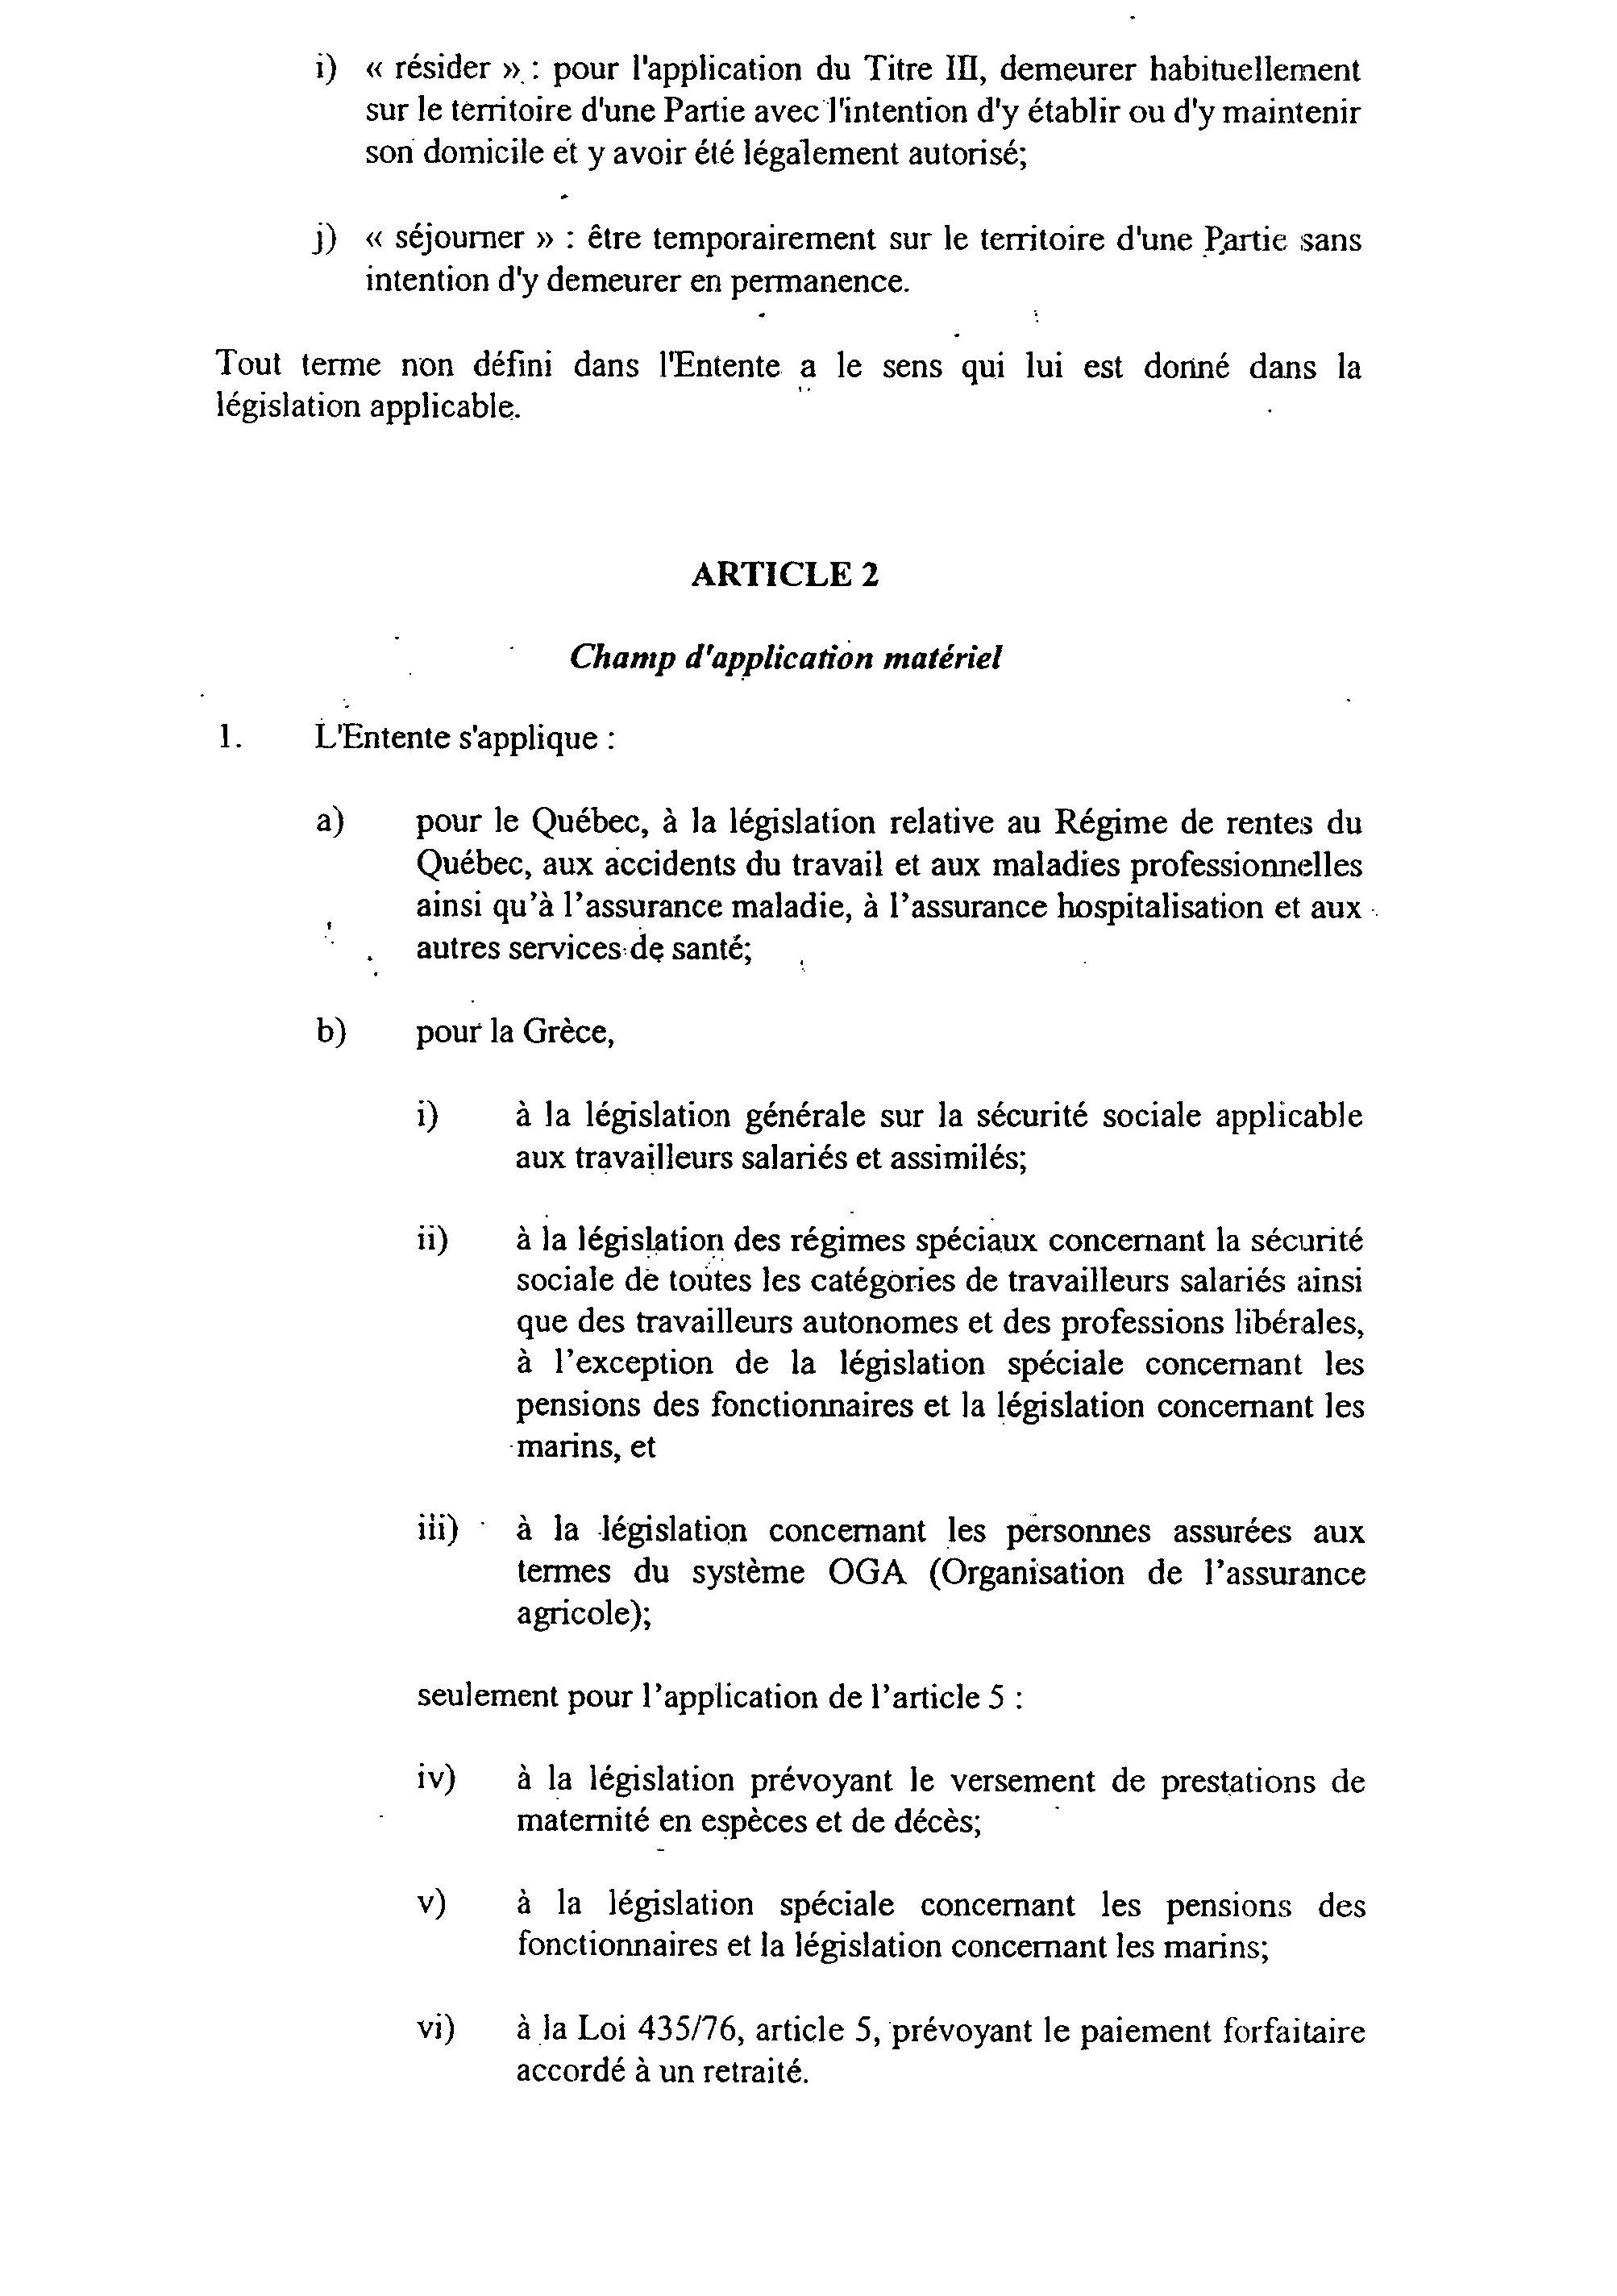 i) « résider » : pour l'application du Titre III, demeurer habituellement
sur le territoire d'une Partie avec l'intention d'y établir ou d'y maintenir
son domicile et y avoir été légalement autorisé;
j) « séjourner » : être temporairement sur le territoire d'une Partie sans
intention d'y demeurer en permanence.
Tout terme non défini dans l'Entente a le sens qui lui est donné dans la
législation applicable.
ARTICLE 2
Champ d'application matériel
1. L'Entente s'applique :
a) pour le Québec, à la législation relative au Régime de rentes du
Québec, aux accidents du travail et aux maladies professionnelles
ainsi qu’à l’assurance maladie, à l’assurance hospitalisation et aux
autres services de santé;
b) pour la Grèce,
i) à la législation générale sur la sécurité sociale applicable
aux travailleurs salariés et assimilés;
ii) à la législation des régimes spéciaux concernant la sécurité
sociale de toutes les catégories de travailleurs salariés ainsi
que des travailleurs autonomes et des professions libérales,
à l’exception de la législation spéciale concernant les
pensions des fonctionnaires et la législation concernant les
marins, et
iii) à la législation concernant les personnes assurées aux
termes du système OGA (Organisation de l’assurance
agricole);
seulement pour l’application de l’article 5 :
iv) à la législation prévoyant le versement de prestations de
maternité en espèces et de décès;
v) à la législation spéciale concernant les pensions des
fonctionnaires et la législation concernant les marins;
vi) à la Loi 435/76, article 5, prévoyant le paiement forfaitaire
accordé à un retraité.